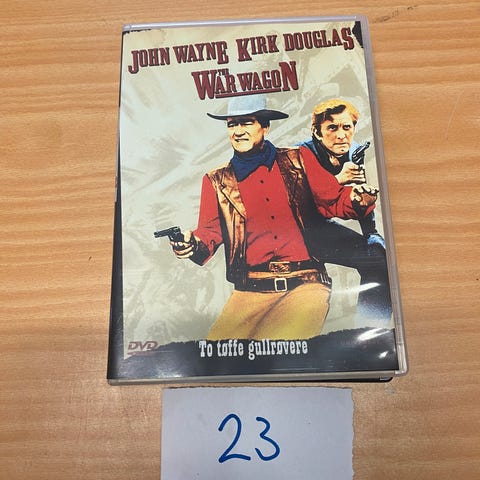 JOHN WAYNE KIRK DOUGLAS
THE
WAR WAGON
DVD
To tøffe gullrøvere
23